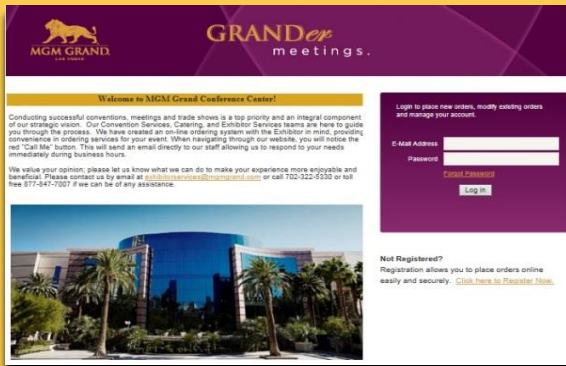 MGM GRAND
LAS VEGAS
GRANDer
meetings.
Welcome to MGM Grand Conference Center!
Conducting successful conventions, meetings and trade shows is a top priority and an integral component
of our strategic vision. Our Convention Services, Catering, and Exhibitor Services teams are here to guide
you through the process. We have created an on-line ordering system with the Exhibitor in mind, providing
convenience in ordering services for your event. When navigating through our website, you will notice the
red "Call Me" button. This will send an email directly to our staff allowing us to respond to your needs
immediately during business hours.
We value your opinion; please let us know what we can do to make your experience more enjoyable and
beneficial. Please contact us by email at exhibitorservices@mgmgrand.com or call 702-322-5330 or toll
free 877-847-7007 if we can be of any assistance.
Login to place new orders, modify existing orders
and manage your account.
E-Mail Address
Password
Forgot Password
Log in
Not Registered?
Registration allows you to place orders online
easily and securely. Click here to Register Now.